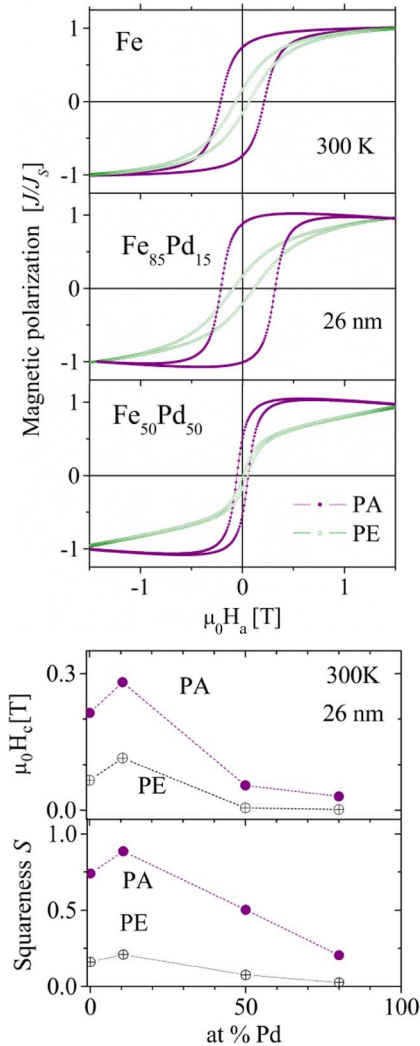 Magnetic polarization [J/J_S]
1
0
-1
Fe
300 K
1
0
-1
Fe₈₅Pd₁₅
26 nm
1
0
-1
Fe₅₀Pd₅₀
PA
PE
-1 0 1
μ₀Hₐ [T]
μ₀H_c[T]
0.3
0.0
PA
300K
26 nm
PE
Squareness S
1.0
0.5
0.0
PA
PE
0 50 100
at % Pd